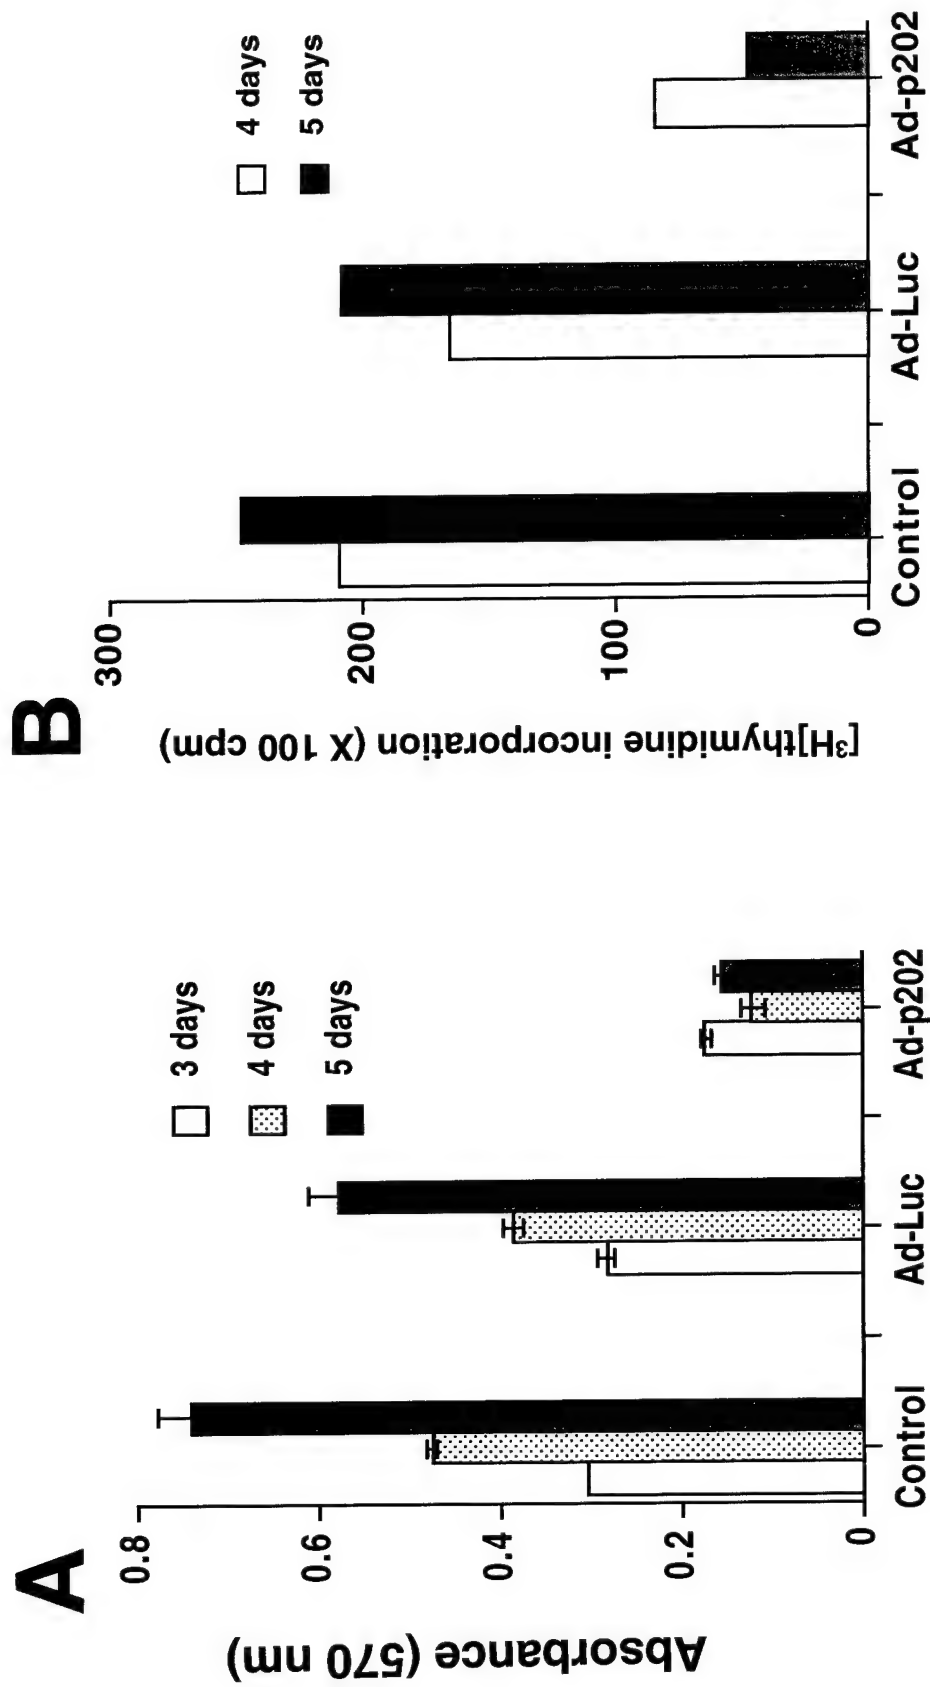 A
Absorbance (570 nm)
0.8
0.6
0.4
0.2
0
3 days
4 days
5 days
Control
Ad-Luc
Ad-p202
B
[³H]thymidine incorporation (X 100 cpm)
300
200
100
0
4 days
5 days
Control
Ad-Luc
Ad-p202